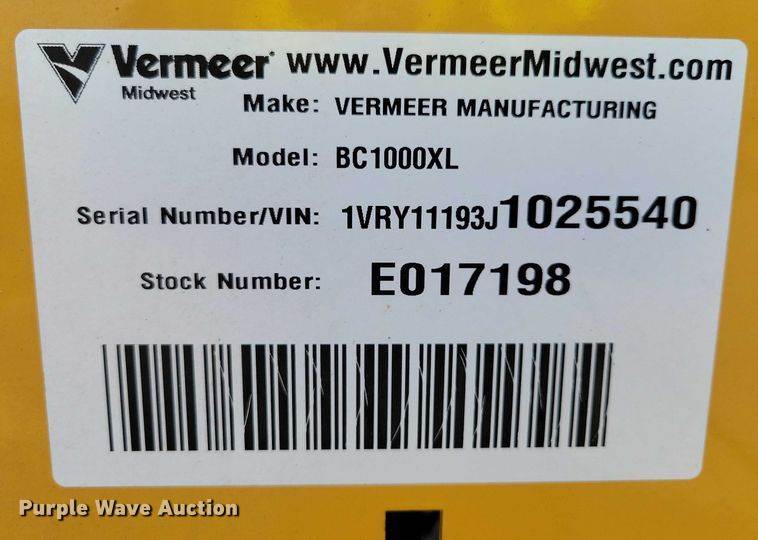 Vermeer® www.VermeerMidwest.com
Midwest
Make: VERMEER MANUFACTURING
Model: BC1000XL
Serial Number/VIN: 1VRY11193J1025540
Stock Number: E017198
Purple Wave Auction